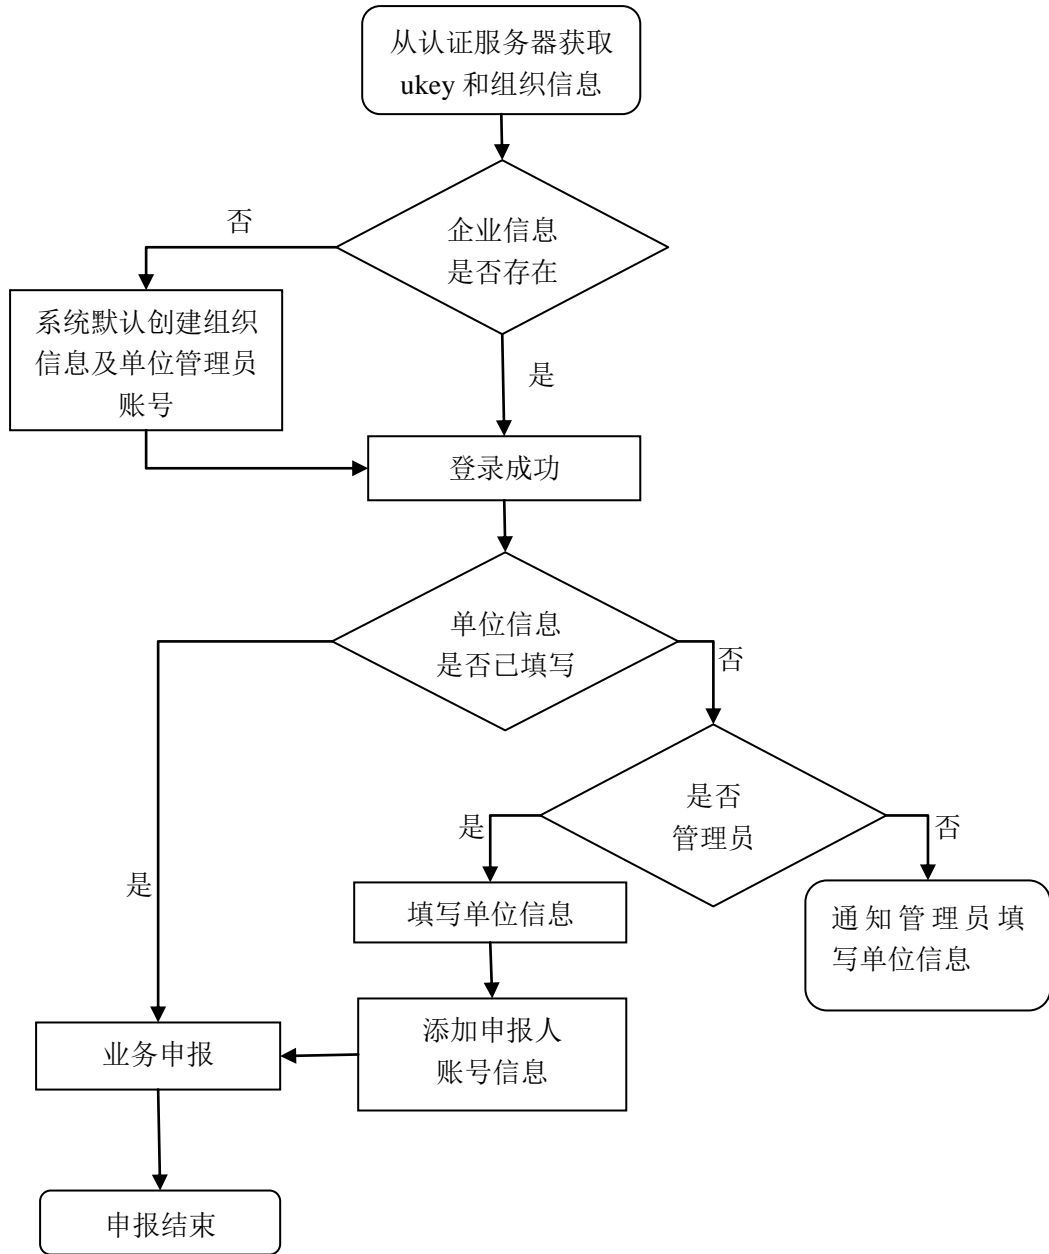 从认证服务器获取
ukey 和组织信息
企业信息
是否存在
否
系统默认创建组织
信息及单位管理员
账号
是
登录成功
单位信息
是否已填写
否
是否
管理员
是
否
是
填写单位信息
通知管理员填
写单位信息
添加申报人
账号信息
业务申报
申报结束